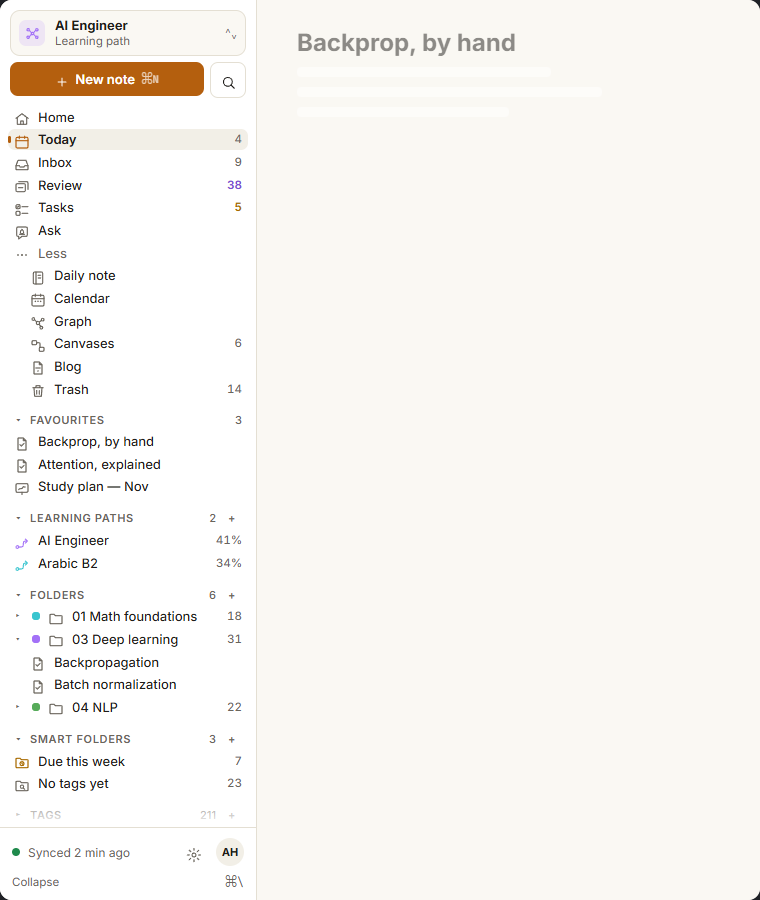 AI Engineer
Learning path
+ New note ⌘N
Home
Today 4
Inbox 9
Review 38
Tasks 5
Ask
Less
Daily note
Calendar
Graph
Canvases 6
Blog
Trash 14
FAVOURITES 3
Backprop, by hand
Attention, explained
Study plan — Nov
LEARNING PATHS 2 +
AI Engineer 41%
Arabic B2 34%
FOLDERS 6 +
01 Math foundations 18
03 Deep learning 31
Backpropagation
Batch normalization
04 NLP 22
SMART FOLDERS 3 +
Due this week 7
No tags yet 23
TAGS 211 +
Synced 2 min ago AH
Collapse ⌘\
Backprop, by hand